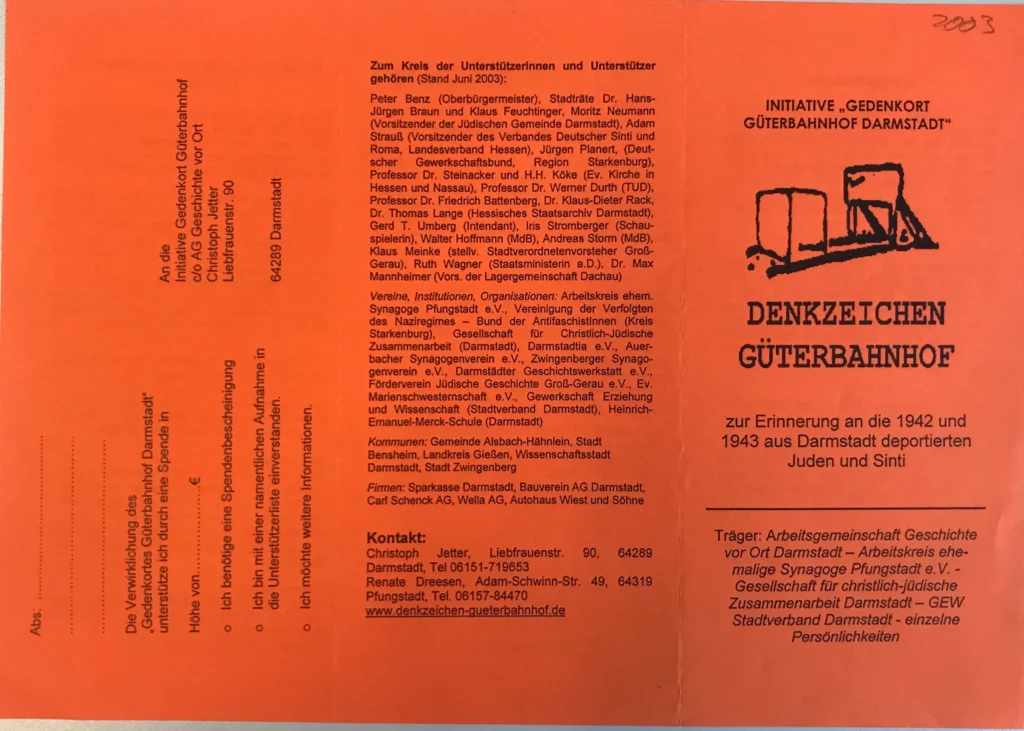 Abs. ........................................
........................................
........................................
Die Verwirklichung des
„Gedenkortes Güterbahnhof Darmstadt"
unterstütze ich durch eine Spende in
Höhe von.....................€
o Ich benötige eine Spendenbescheinigung
o Ich bin mit einer namentlichen Aufnahme in
die Unterstützerliste einverstanden.
o Ich möchte weitere Informationen.
An die
Initiative Gedenkort Güterbahnhof
c/o AG Geschichte vor Ort
Christoph Jetter
Liebfrauenstr. 90
64289 Darmstadt
Zum Kreis der Unterstützerinnen und Unterstützer
gehören (Stand Juni 2003):
Peter Benz (Oberbürgermeister), Stadträte Dr. Hans-
Jürgen Braun und Klaus Feuchtinger, Moritz Neumann
(Vorsitzender der Jüdischen Gemeinde Darmstadt), Adam
Strauß (Vorsitzender des Verbandes Deutscher Sinti und
Roma, Landesverband Hessen), Jürgen Planert, (Deut-
scher Gewerkschaftsbund, Region Starkenburg),
Professor Dr. Steinacker und H.H. Köke (Ev. Kirche in
Hessen und Nassau), Professor Dr. Werner Durth (TUD),
Professor Dr. Friedrich Battenberg, Dr. Klaus-Dieter Rack,
Dr. Thomas Lange (Hessisches Staatsarchiv Darmstadt),
Gerd T. Umberg (Intendant), Iris Stromberger (Schau-
spielerin), Walter Hoffmann (MdB), Andreas Storm (MdB),
Klaus Meinke (stellv. Stadtverordnetenvorsteher Groß-
Gerau), Ruth Wagner (Staatsministerin a.D.), Dr. Max
Mannheimer (Vors. der Lagergemeinschaft Dachau)
Vereine, Institutionen, Organisationen: Arbeitskreis ehem.
Synagoge Pfungstadt e.V., Vereinigung der Verfolgten
des Naziregimes – Bund der AntifaschistInnen (Kreis
Starkenburg), Gesellschaft für Christlich-Jüdische
Zusammenarbeit (Darmstadt), Darmstadtia e.V., Auer-
bacher Synagogenverein e.V., Zwingenberger Synago-
genverein e.V., Darmstädter Geschichtswerkstatt e.V.,
Förderverein Jüdische Geschichte Groß-Gerau e.V., Ev.
Marienschwesternschaft e.V., Gewerkschaft Erziehung
und Wissenschaft (Stadtverband Darmstadt), Heinrich-
Emanuel-Merck-Schule (Darmstadt)
Kommunen: Gemeinde Alsbach-Hähnlein, Stadt
Bensheim, Landkreis Gießen, Wissenschaftsstadt
Darmstadt, Stadt Zwingenberg
Firmen: Sparkasse Darmstadt, Bauverein AG Darmstadt,
Carl Schenck AG, Wella AG, Autohaus Wiest und Söhne
Kontakt:
Christoph Jetter, Liebfrauenstr. 90, 64289
Darmstadt, Tel 06151-719653
Renate Dreesen, Adam-Schwinn-Str. 49, 64319
Pfungstadt, Tel. 06157-84470
www.denkzeichen-gueterbahnhof.de
2003
INITIATIVE „GEDENKORT
GÜTERBAHNHOF DARMSTADT"
DENKZEICHEN
GÜTERBAHNHOF
zur Erinnerung an die 1942 und
1943 aus Darmstadt deportierten
Juden und Sinti
Träger: Arbeitsgemeinschaft Geschichte
vor Ort Darmstadt – Arbeitskreis ehe-
malige Synagoge Pfungstadt e.V. -
Gesellschaft für christlich-jüdische
Zusammenarbeit Darmstadt – GEW
Stadtverband Darmstadt - einzelne
Persönlichkeiten